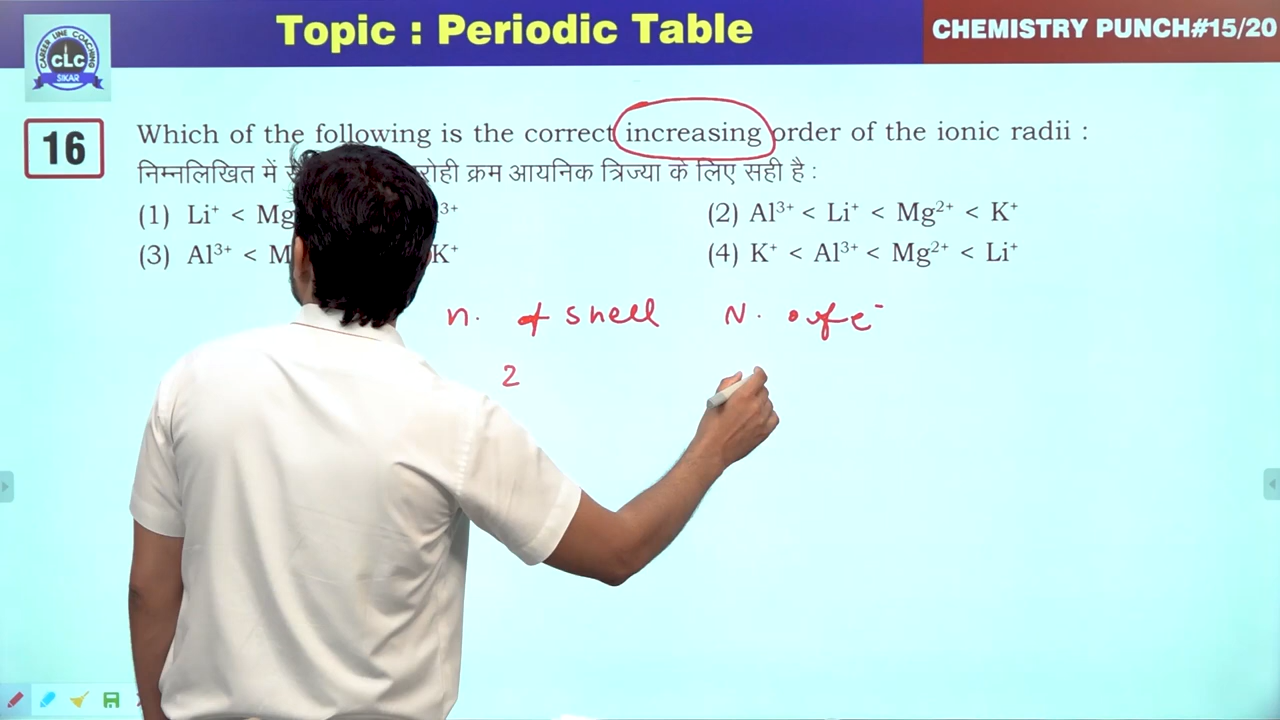 CAREER LINE COACHING
CLC
SIKAR
Topic : Periodic Table
CHEMISTRY PUNCH#15/20
16
Which of the following is the correct increasing order of the ionic radii :
निम्नलिखित में रोही क्रम आयनिक त्रिज्या के लिए सही है :
(1) Li⁺ < Mg 3+
(2) Al³⁺ < Li⁺ < Mg²⁺ < K⁺
(3) Al³⁺ < M K⁺
(4) K⁺ < Al³⁺ < Mg²⁺ < Li⁺
n. of shell N. of e⁻
2